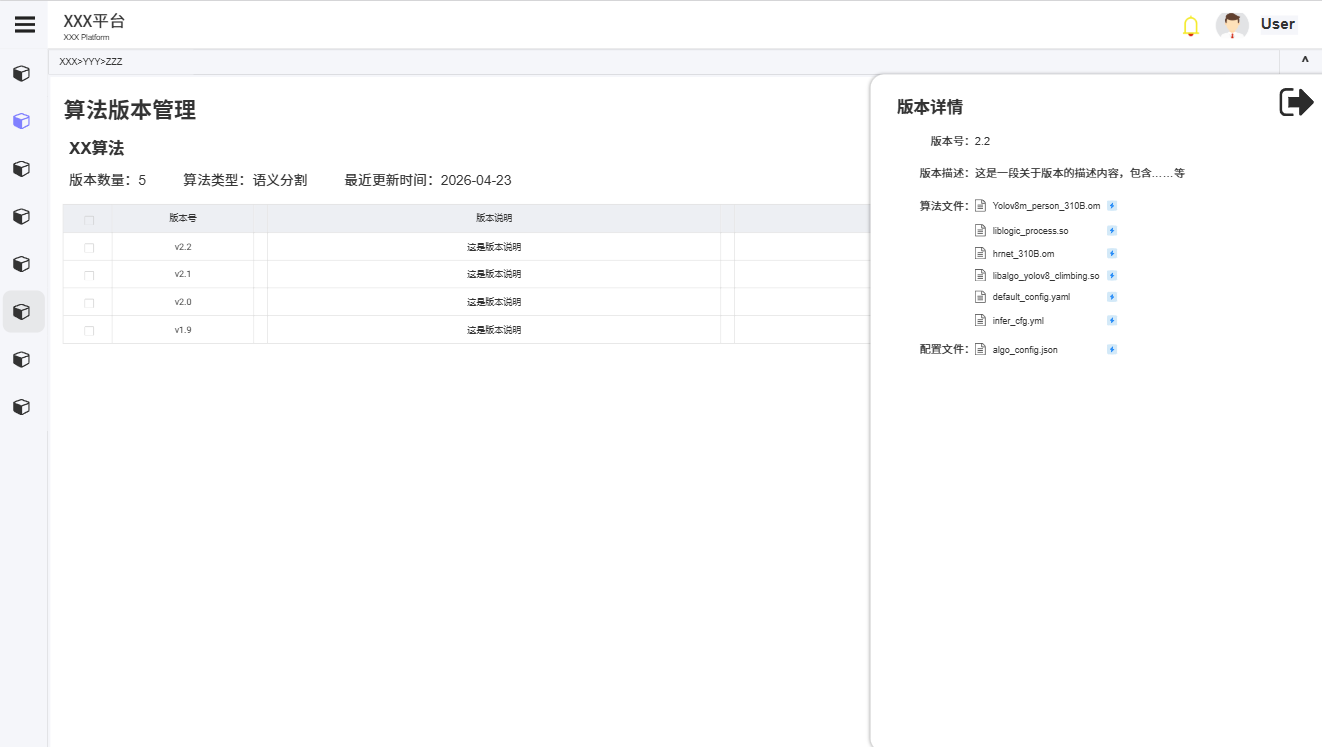 XXX平台
XXX Platform
User
XXX>YYY>ZZZ
^
算法版本管理
XX算法
版本数量：5 算法类型：语义分割 最近更新时间：2026-04-23
版本号 版本说明
v2.2 这是版本说明
v2.1 这是版本说明
v2.0 这是版本说明
v1.9 这是版本说明
版本详情
版本号：2.2
版本描述：这是一段关于版本的描述内容，包含……等
算法文件： Yolov8m_person_310B.om
liblogic_process.so
hrnet_310B.om
libalgo_yolov8_climbing.so
default_config.yaml
infer_cfg.yml
配置文件： algo_config.json